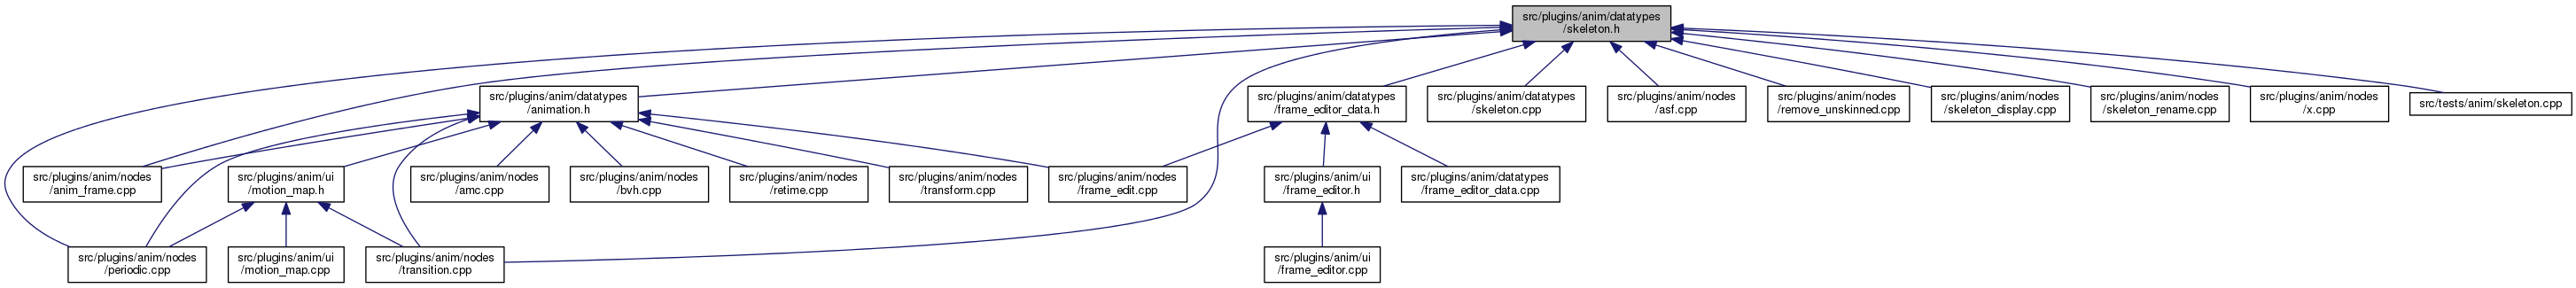 src/plugins/anim/datatypes
/skeleton.h
src/plugins/anim/datatypes
/animation.h
src/plugins/anim/datatypes
/frame_editor_data.h
src/plugins/anim/datatypes
/skeleton.cpp
src/plugins/anim/nodes
/asf.cpp
src/plugins/anim/nodes
/remove_unskinned.cpp
src/plugins/anim/nodes
/skeleton_display.cpp
src/plugins/anim/nodes
/skeleton_rename.cpp
src/plugins/anim/nodes
/x.cpp
src/tests/anim/skeleton.cpp
src/plugins/anim/nodes
/anim_frame.cpp
src/plugins/anim/ui
/motion_map.h
src/plugins/anim/nodes
/amc.cpp
src/plugins/anim/nodes
/bvh.cpp
src/plugins/anim/nodes
/retime.cpp
src/plugins/anim/nodes
/transform.cpp
src/plugins/anim/nodes
/frame_edit.cpp
src/plugins/anim/ui
/frame_editor.h
src/plugins/anim/datatypes
/frame_editor_data.cpp
src/plugins/anim/nodes
/periodic.cpp
src/plugins/anim/ui
/motion_map.cpp
src/plugins/anim/nodes
/transition.cpp
src/plugins/anim/ui
/frame_editor.cpp